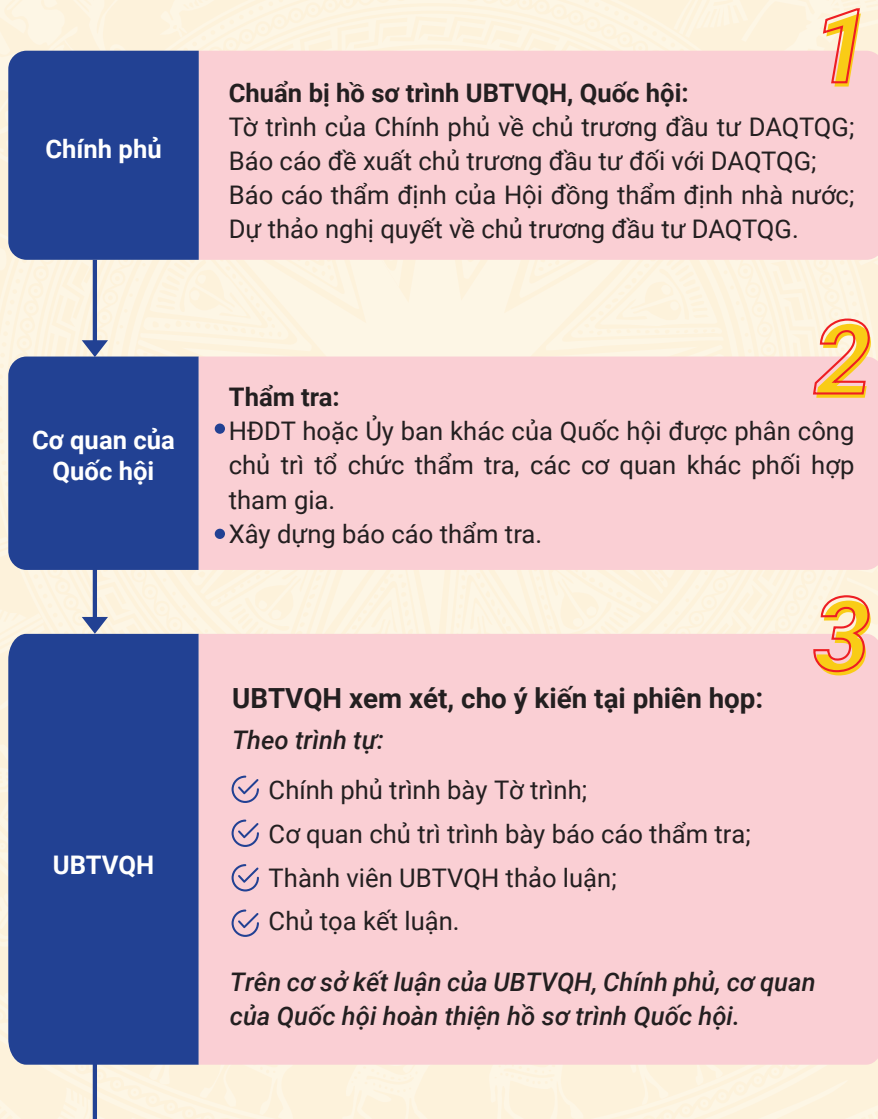 1
Chính phủ
Chuẩn bị hồ sơ trình UBTVQH, Quốc hội:
Tờ trình của Chính phủ về chủ trương đầu tư DAQTQG;
Báo cáo đề xuất chủ trương đầu tư đối với DAQTQG;
Báo cáo thẩm định của Hội đồng thẩm định nhà nước;
Dự thảo nghị quyết về chủ trương đầu tư DAQTQG.
2
Cơ quan của
Quốc hội
Thẩm tra:
•HĐDT hoặc Ủy ban khác của Quốc hội được phân công
chủ trì tổ chức thẩm tra, các cơ quan khác phối hợp
tham gia.
•Xây dựng báo cáo thẩm tra.
3
UBTVQH
UBTVQH xem xét, cho ý kiến tại phiên họp:
Theo trình tự:
Chính phủ trình bày Tờ trình;
Cơ quan chủ trì trình bày báo cáo thẩm tra;
Thành viên UBTVQH thảo luận;
Chủ tọa kết luận.
Trên cơ sở kết luận của UBTVQH, Chính phủ, cơ quan
của Quốc hội hoàn thiện hồ sơ trình Quốc hội.